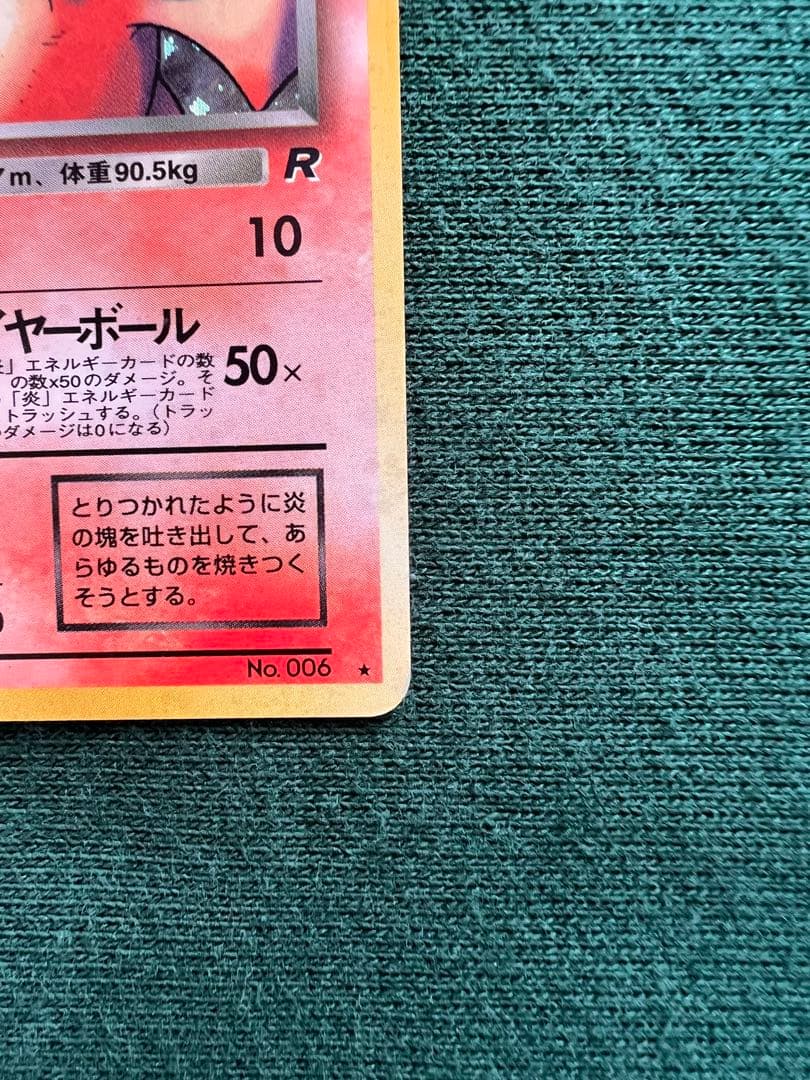 m、体重90.5kg
R
10
ヤーボール
」エネルギーカードの数
の数x50のダメージ。そ
「炎」エネルギーカード
トラッシュする。(トラッ
ダメージは0になる)
50×
とりつかれたように炎
の塊を吐き出して、あ
らゆるものを焼きつく
そうとする。
No. 006 ★